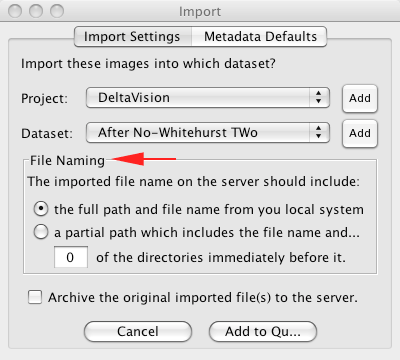 Import
Import Settings Metadata Defaults
Import these images into which dataset?
Project: DeltaVision Add
Dataset: After No-Whitehurst TWo Add
File Naming
The imported file name on the server should include:
the full path and file name from you local system
a partial path which includes the file name and...
0 of the directories immediately before it.
Archive the original imported file(s) to the server.
Cancel Add to Qu...